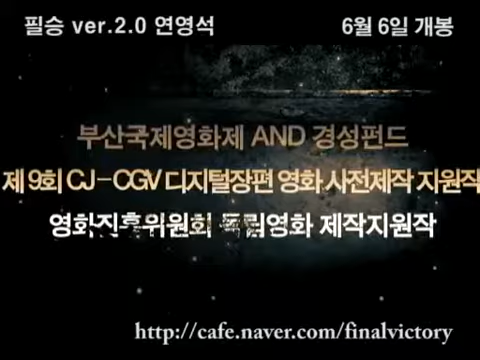 필승 ver.2.0 연영석
6월 6일 개봉
부산국제영화제 AND 경성펀드
제 9회 CJ-CGV 디지털장편 영화 사전제작 지원작
영화진흥위원회 독립영화 제작지원작
http://cafe.naver.com/finalvictory